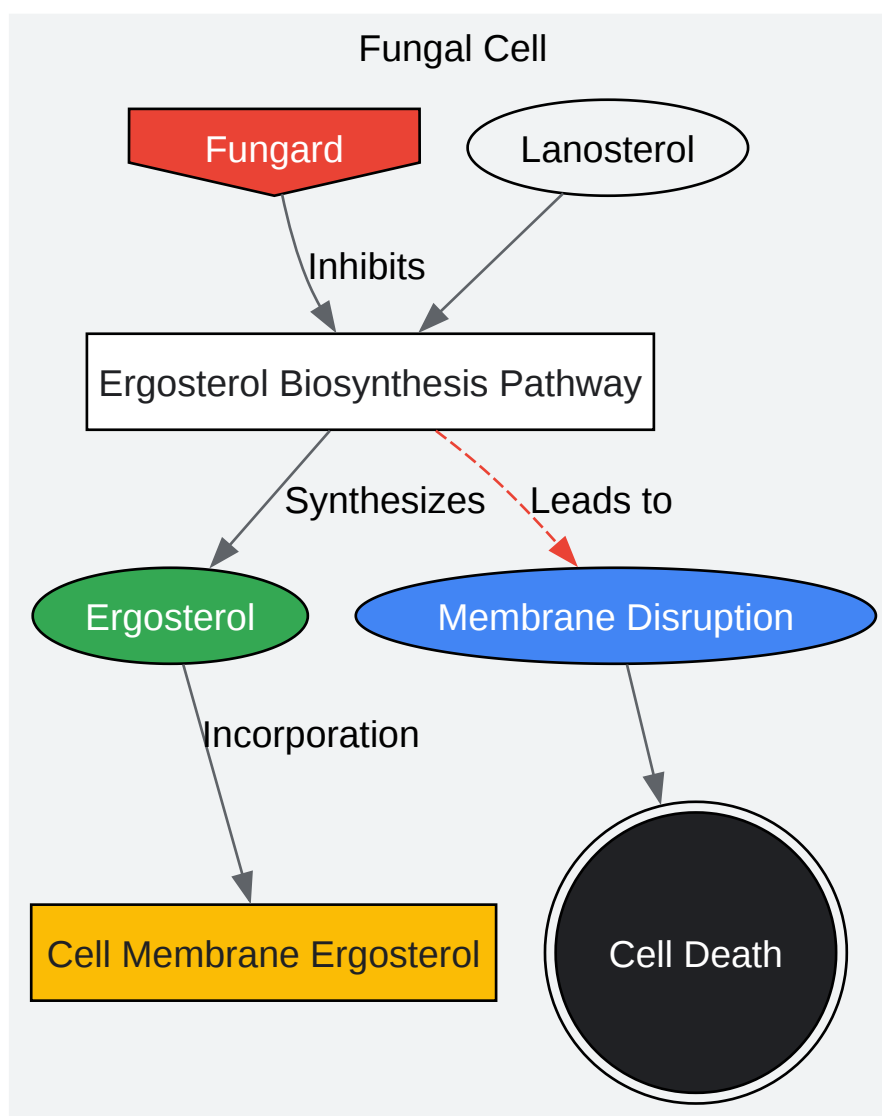 Fungal Cell
Fungard
Lanosterol
Inhibits
Ergosterol Biosynthesis Pathway
Synthesizes
Leads to
Ergosterol
Membrane Disruption
Incorporation
Cell Membrane Ergosterol
Cell Death